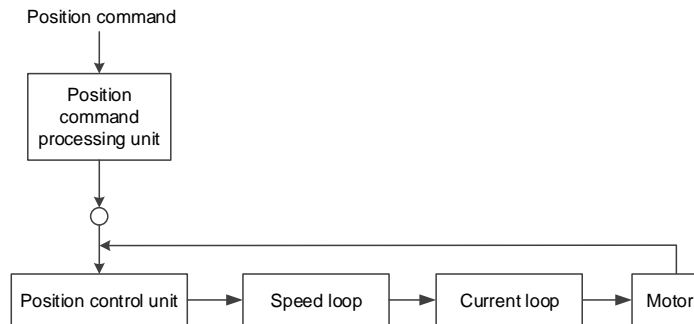 Position command
Position
command
processing unit
Position control unit
Speed loop
Current loop
Motor